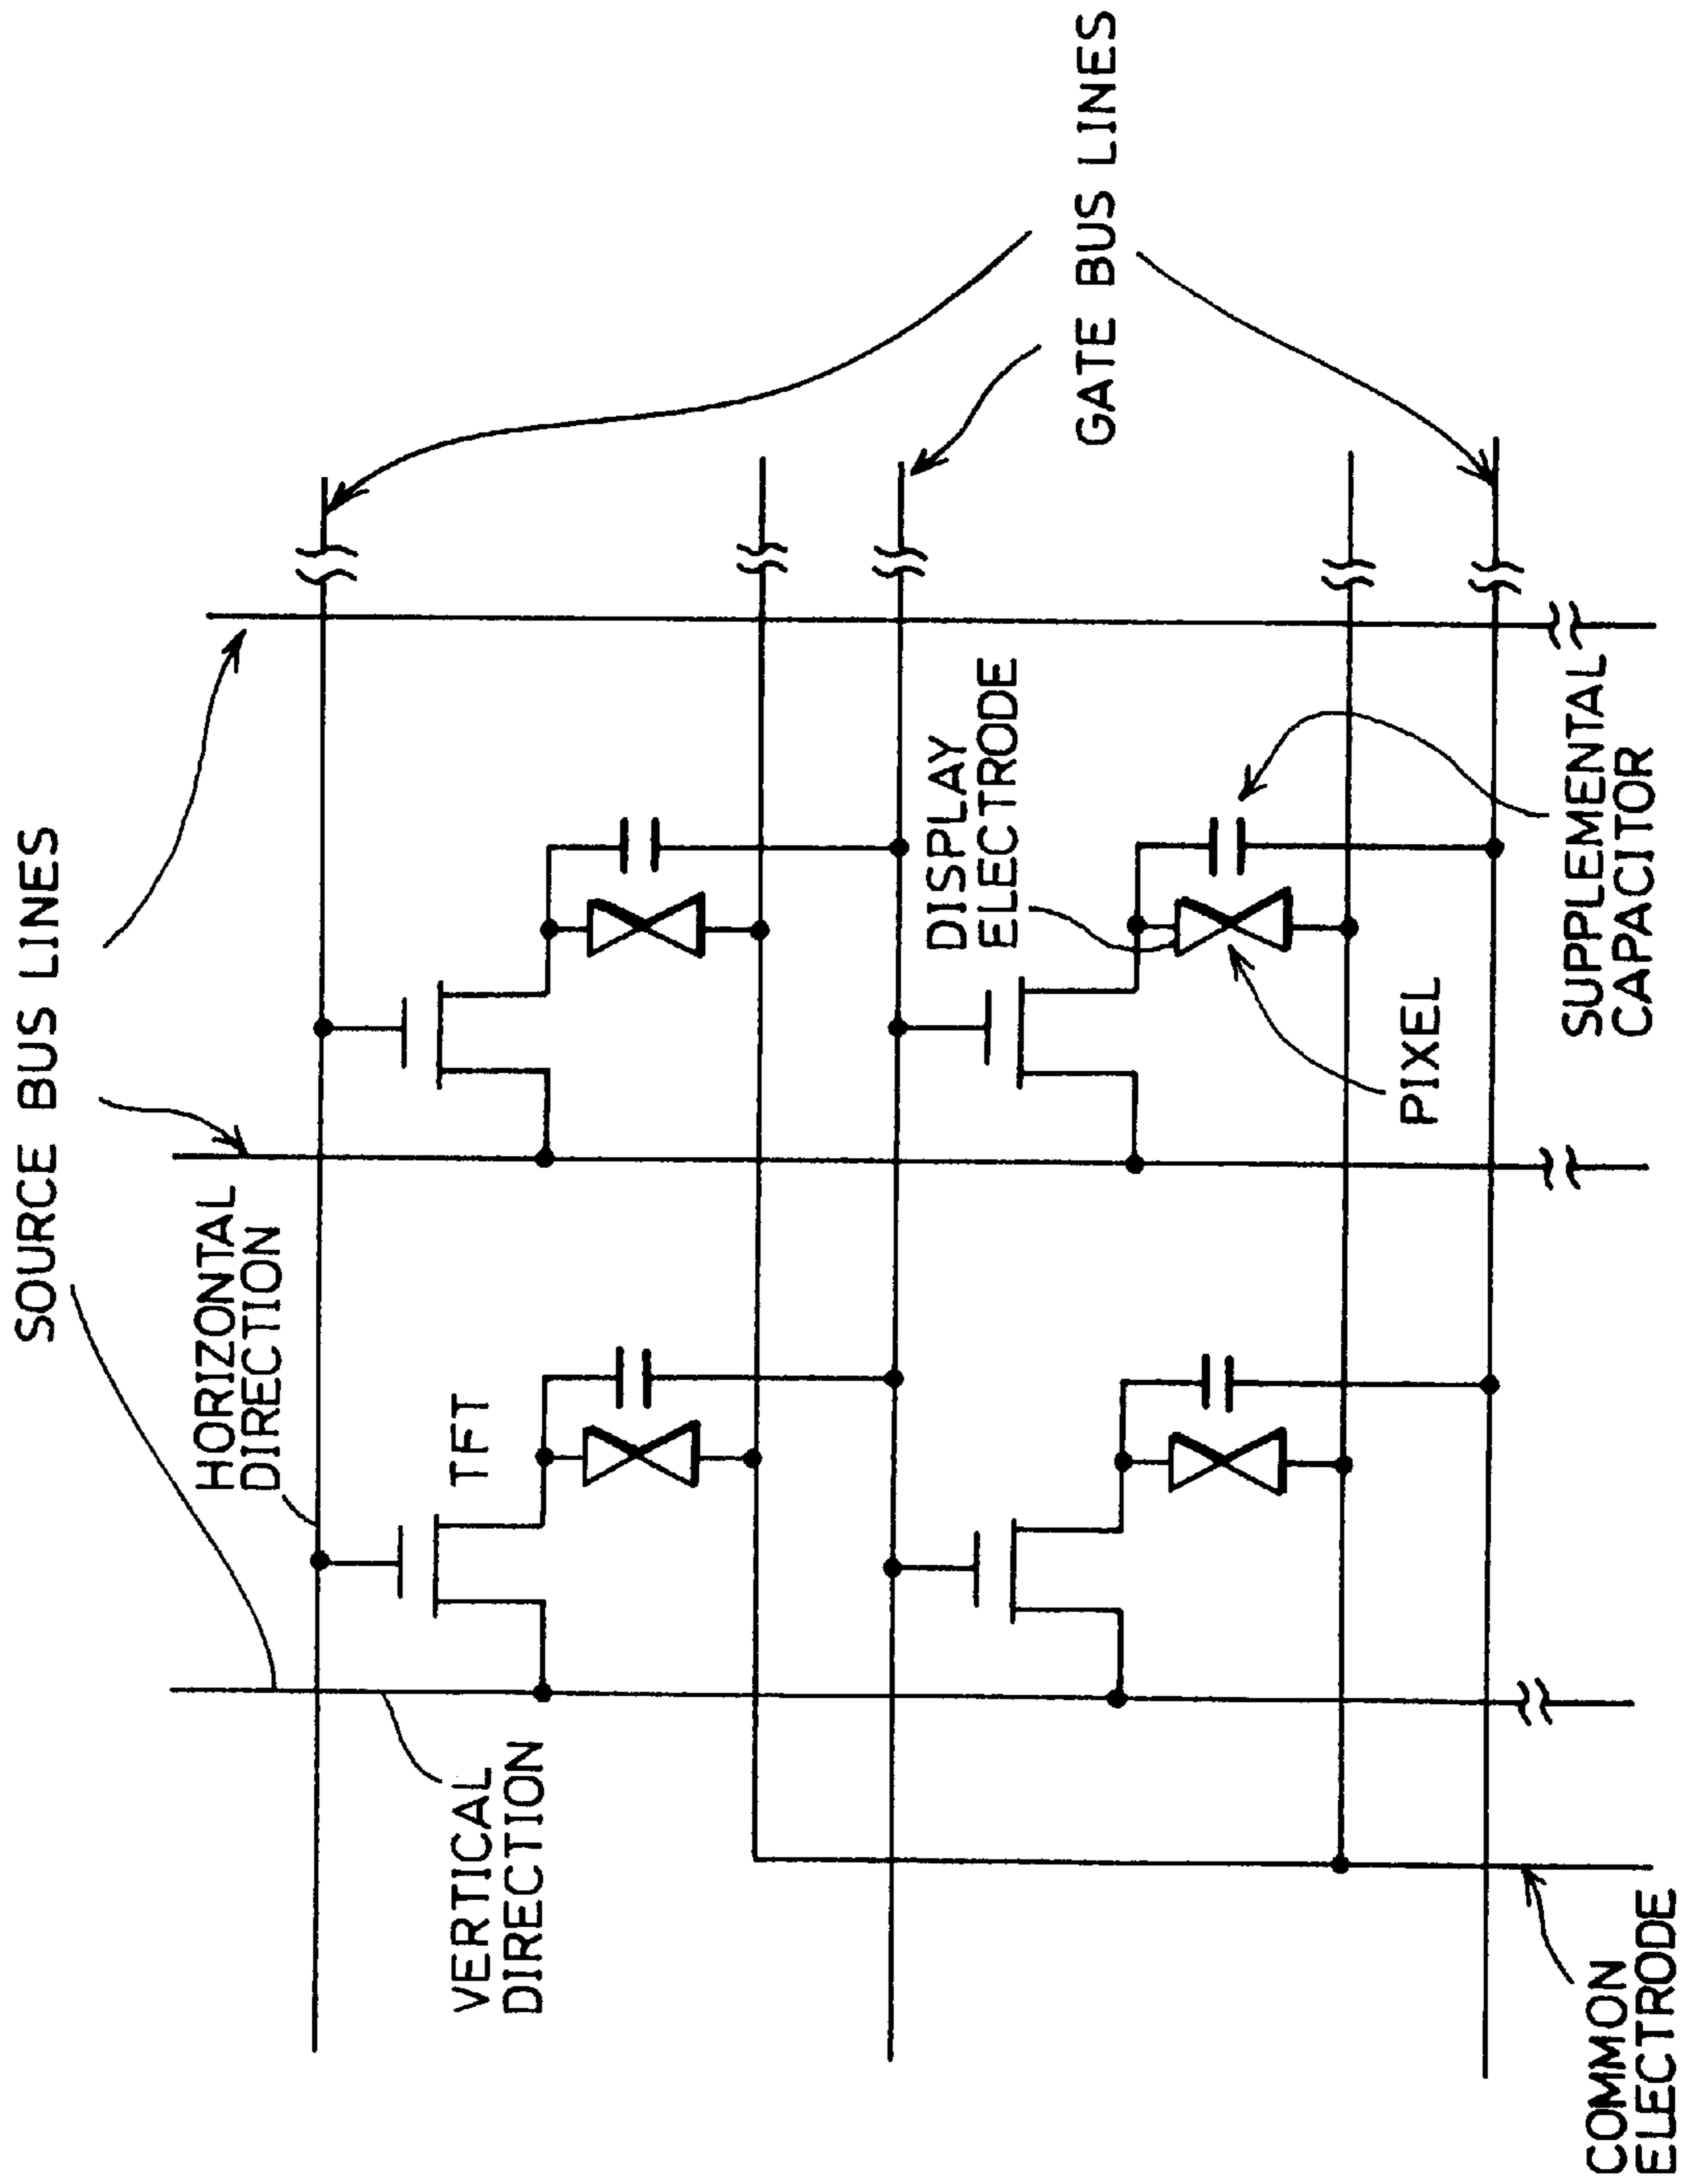 SOURCE BUS LINES
HORIZONTAL
DIRECTION
VERTICAL
DIRECTION
TFT
GATE BUS LINES
DISPLAY
ELECTRODE
PIXEL
SUPPLEMENTAL
CAPACITOR
COMMON
ELECTRODE